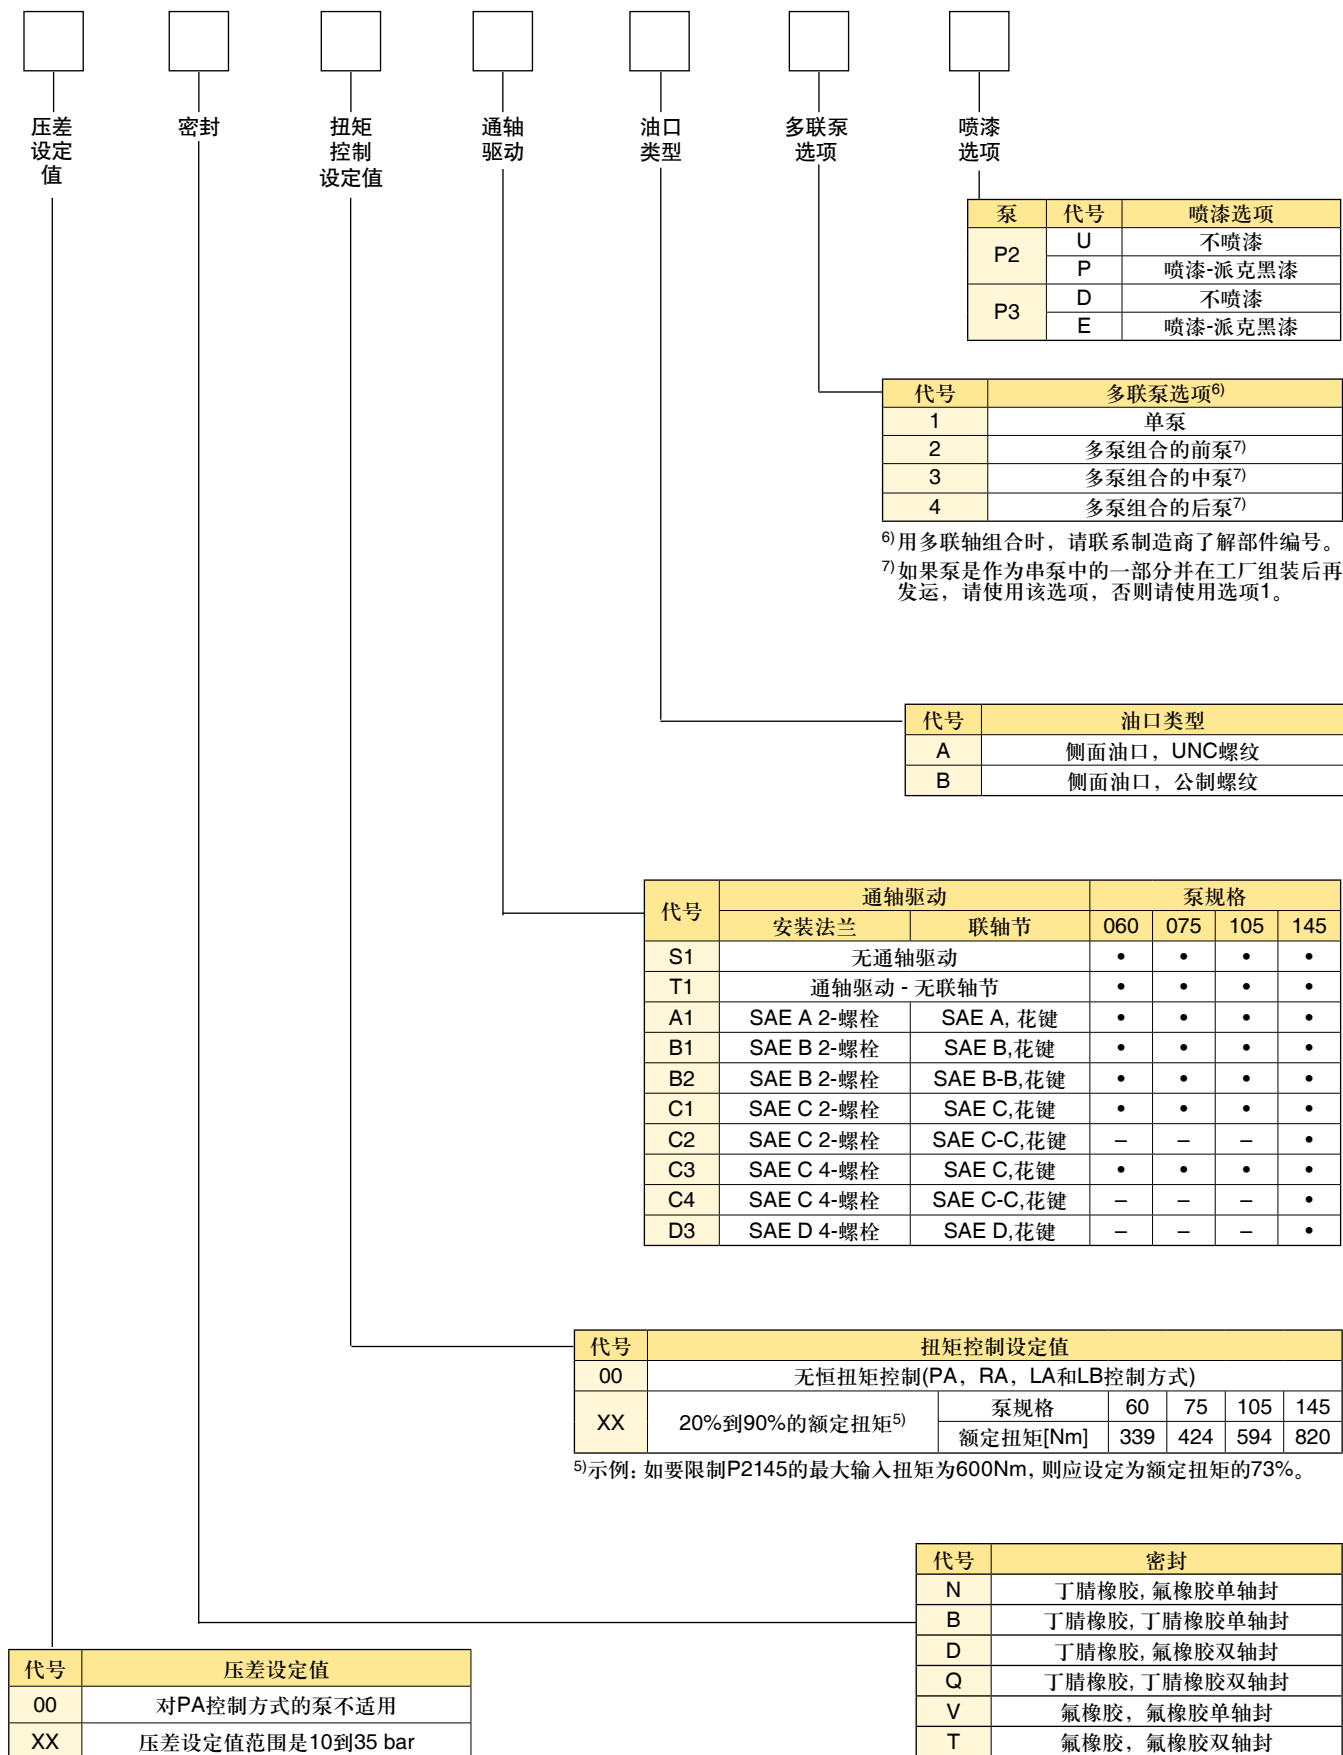 压差
设定
值
密封
扭矩
控制
设定值
通轴
驱动
油口
类型
多联泵
选项
喷漆
选项
泵 代号 喷漆选项
P2 U 不喷漆
P 喷漆-派克黑漆
P3 D 不喷漆
E 喷漆-派克黑漆
代号 多联泵选项6)
1 单泵
2 多泵组合的前泵7)
3 多泵组合的中泵7)
4 多泵组合的后泵7)
6)用多联轴组合时，请联系制造商了解部件编号。
7)如果泵是作为串泵中的一部分并在工厂组装后再
发运，请使用该选项，否则请使用选项1。
代号 油口类型
A 侧面油口，UNC螺纹
B 侧面油口，公制螺纹
代号 通轴驱动 泵规格
安装法兰 联轴节 060 075 105 145
S1 无通轴驱动 • • • •
T1 通轴驱动 - 无联轴节 • • • •
A1 SAE A 2-螺栓 SAE A, 花键 • • • •
B1 SAE B 2-螺栓 SAE B,花键 • • • •
B2 SAE B 2-螺栓 SAE B-B,花键 • • • •
C1 SAE C 2-螺栓 SAE C,花键 • • • •
C2 SAE C 2-螺栓 SAE C-C,花键 – – – •
C3 SAE C 4-螺栓 SAE C,花键 • • • •
C4 SAE C 4-螺栓 SAE C-C,花键 – – – •
D3 SAE D 4-螺栓 SAE D,花键 – – – •
代号 扭矩控制设定值
00 无恒扭矩控制(PA，RA，LA和LB控制方式)
XX 20%到90%的额定扭矩5) 泵规格 60 75 105 145
额定扭矩[Nm] 339 424 594 820
5)示例：如要限制P2145的最大输入扭矩为600Nm，则应设定为额定扭矩的73%。
代号 密封
N 丁腈橡胶, 氟橡胶单轴封
B 丁腈橡胶, 丁腈橡胶单轴封
D 丁腈橡胶, 氟橡胶双轴封
Q 丁腈橡胶, 丁腈橡胶双轴封
V 氟橡胶，氟橡胶单轴封
T 氟橡胶，氟橡胶双轴封
代号 压差设定值
00 对PA控制方式的泵不适用
XX 压差设定值范围是10到35 bar